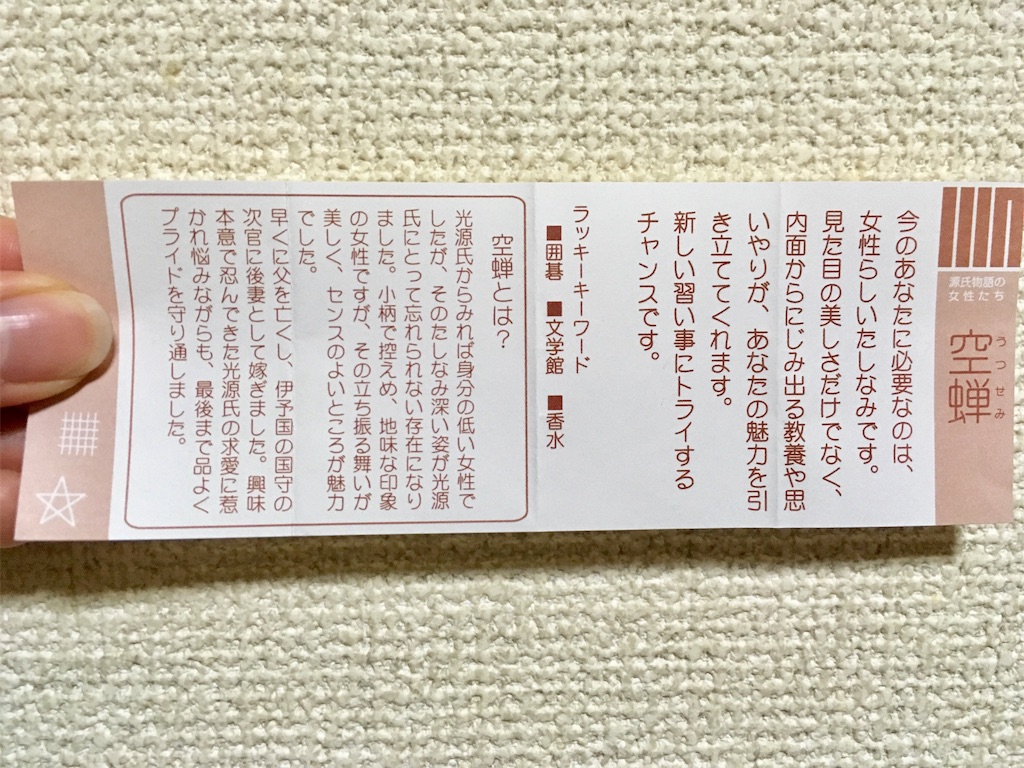 源氏物語の
女性たち
うつせみ
空蝉
今のあなたに必要なのは、
女性らしいたしなみです。
見た目の美しさだけでなく、
内面からにじみ出る教養や思
いやりが、あなたの魅力を引
き立ててくれます。
新しい習い事にトライする
チャンスです。
ラッキーキーワード
■囲碁 ■文学館 ■香水
空蝉とは?
光源氏からみれば身分の低い女性で
したが、そのたしなみ深い姿が光源
氏にとって忘れられない存在になり
ました。小柄で控えめ、地味な印象
の女性ですが、その立ち振る舞いが
美しく、センスのよいところが魅力
でした。
早くに父を亡くし、伊予国の国守の
次官に後妻として嫁ぎました。興味
本意で忍んできた光源氏の求愛に惹
かれ悩みながらも、最後まで品よく
プライドを守り通しました。